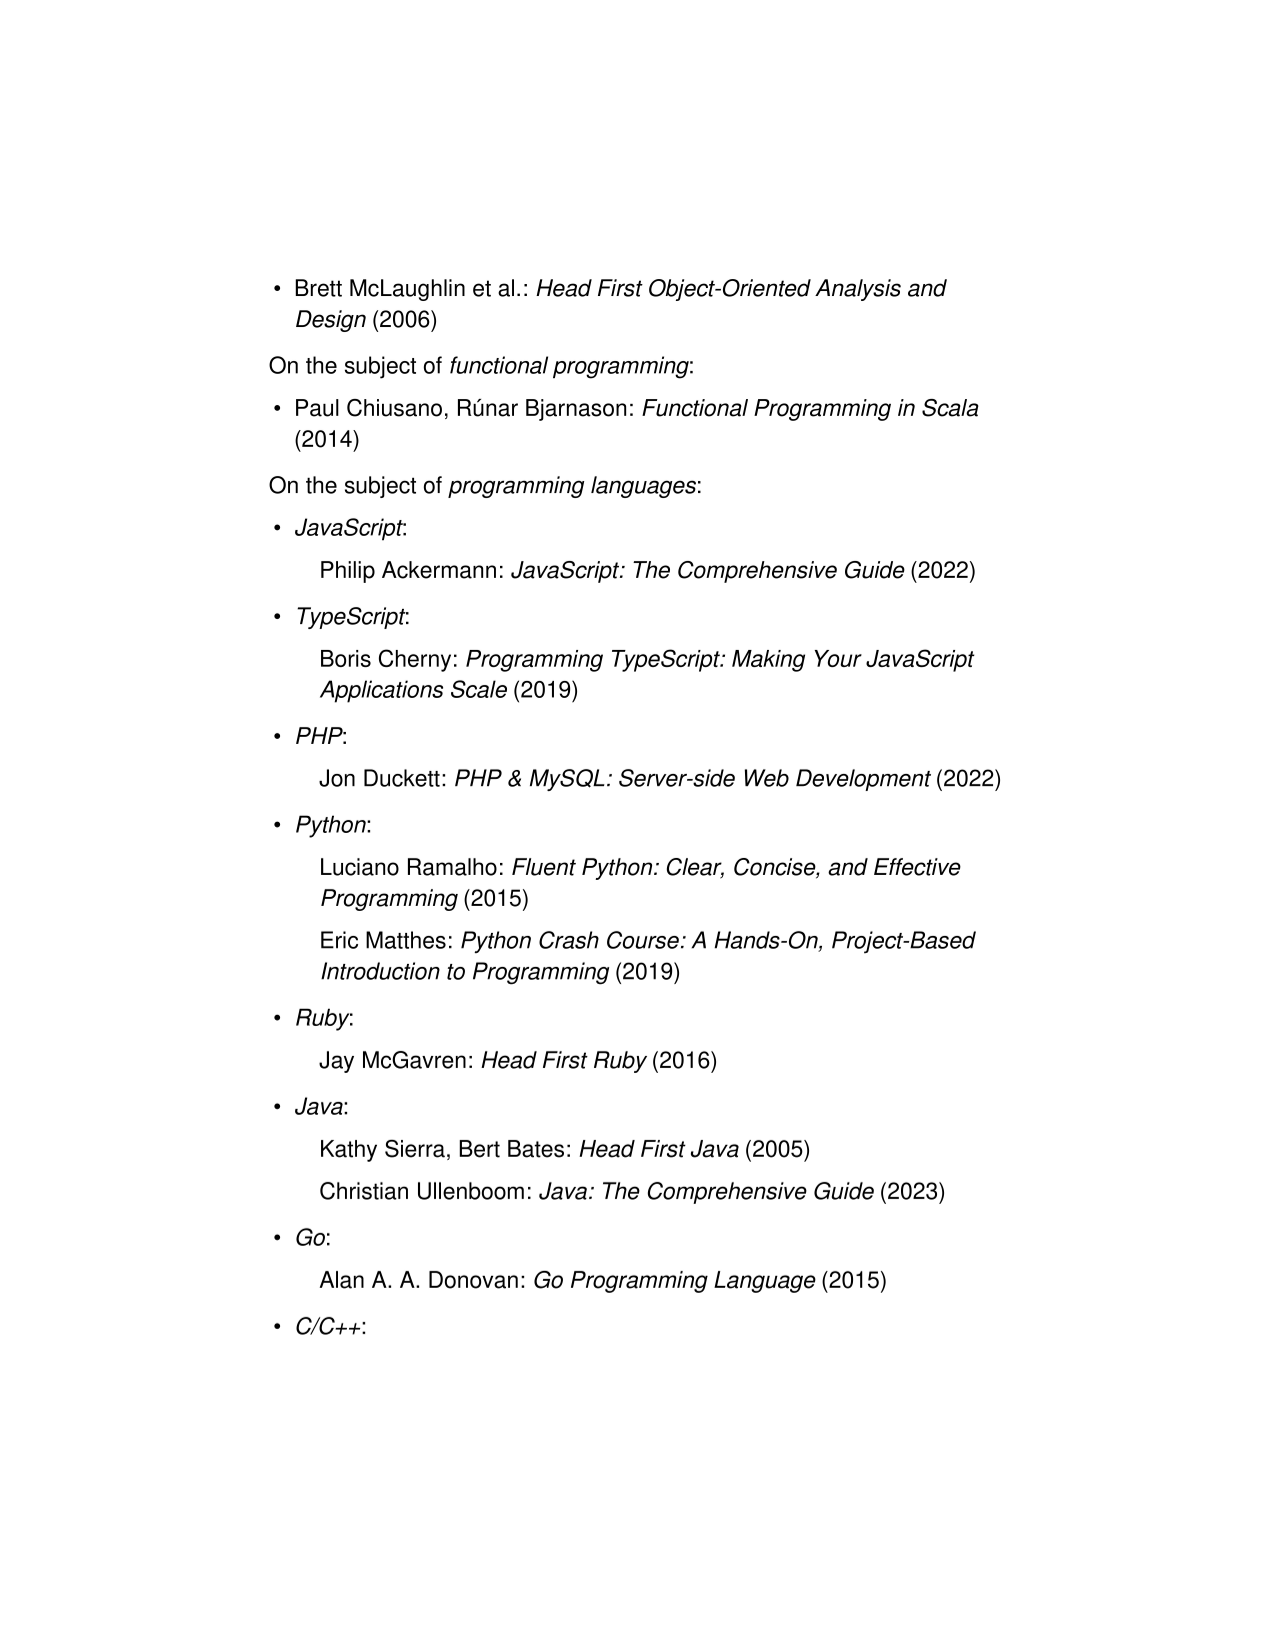 • Brett McLaughlin et al.: Head First Object-Oriented Analysis and
Design (2006)
On the subject of functional programming:
• Paul Chiusano, Rúnar Bjarnason: Functional Programming in Scala
(2014)
On the subject of programming languages:
• JavaScript:
Philip Ackermann: JavaScript: The Comprehensive Guide (2022)
• TypeScript:
Boris Cherny: Programming TypeScript: Making Your JavaScript
Applications Scale (2019)
• PHP:
Jon Duckett: PHP & MySQL: Server-side Web Development (2022)
• Python:
Luciano Ramalho: Fluent Python: Clear, Concise, and Effective
Programming (2015)
Eric Matthes: Python Crash Course: A Hands-On, Project-Based
Introduction to Programming (2019)
• Ruby:
Jay McGavren: Head First Ruby (2016)
• Java:
Kathy Sierra, Bert Bates: Head First Java (2005)
Christian Ullenboom: Java: The Comprehensive Guide (2023)
• Go:
Alan A. A. Donovan: Go Programming Language (2015)
• C/C++: